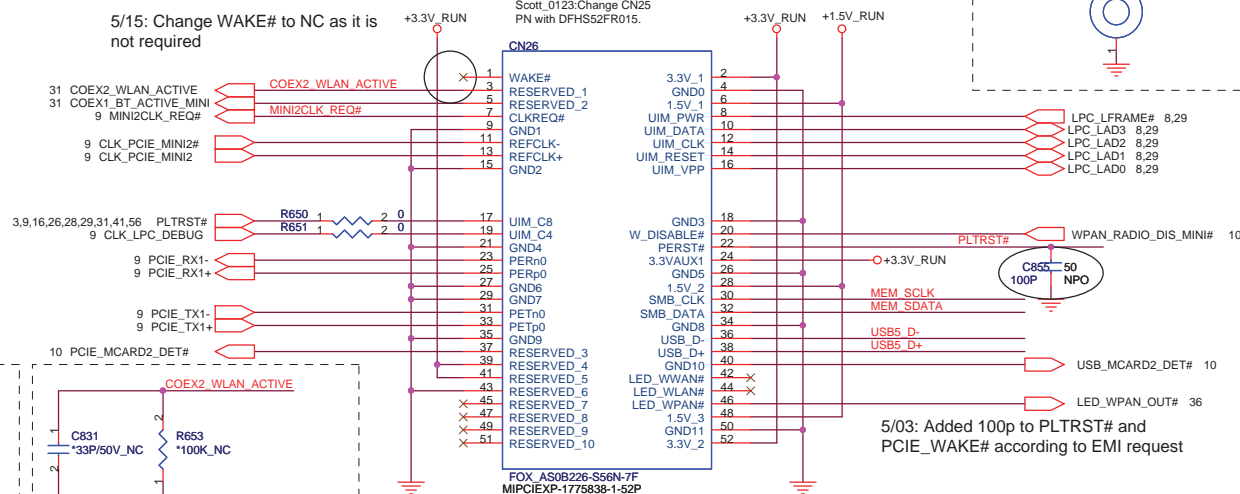 5/15: Change WAKE# to NC as it is
not required
+3.3V_RUN
Scott_0123:Change CN25
PN with DFHS52FR015.
+3.3V_RUN
+1.5V_RUN
CN26
31 COEX2_WLAN_ACTIVE
COEX2_WLAN_ACTIVE
31 COEX1_BT_ACTIVE_MINI
9 MINI2CLK_REQ#
MINI2CLK_REQ#
9 CLK_PCIE_MINI2#
9 CLK_PCIE_MINI2
3,9,16,26,28,29,31,41,56 PLTRST#
R650 1 2 0
9 CLK_LPC_DEBUG
R651 1 2 0
9 PCIE_RX1-
9 PCIE_RX1+
9 PCIE_TX1-
9 PCIE_TX1+
10 PCIE_MCARD2_DET#
1 WAKE#
3 RESERVED_1
5 RESERVED_2
7 CLKREQ#
9 GND1
11 REFCLK-
13 REFCLK+
15 GND2
17 UIM_C8
19 UIM_C4
21 GND4
23 PERn0
25 PERp0
27 GND6
29 GND7
31 PETn0
33 PETp0
35 GND9
37 RESERVED_3
39 RESERVED_4
41 RESERVED_5
43 RESERVED_6
45 RESERVED_7
47 RESERVED_8
49 RESERVED_9
51 RESERVED_10
3.3V_1 2
GND0 4
1.5V_1 6
UIM_PWR 8
UIM_DATA 10
UIM_CLK 12
UIM_RESET 14
UIM_VPP 16
GND3 18
W_DISABLE# 20
PERST# 22
3.3VAUX1 24
GND5 26
1.5V_2 28
SMB_CLK 30
SMB_DATA 32
GND8 34
USB_D- 36
USB_D+ 38
GND10 40
LED_WWAN# 42
LED_WLAN# 44
LED_WPAN# 46
1.5V_3 48
GND11 50
3.3V_2 52
FOX_AS0B226-S56N-7F
MIPCIEXP-1775838-1-52P
1
LPC_LFRAME# 8,29
LPC_LAD3 8,29
LPC_LAD2 8,29
LPC_LAD1 8,29
LPC_LAD0 8,29
WPAN_RADIO_DIS_MINI# 10
PLTRST#
+3.3V_RUN
C855 50
100P NPO
MEM_SCLK
MEM_SDATA
USB5_D-
USB5_D+
USB_MCARD2_DET# 10
LED_WPAN_OUT# 36
5/03: Added 100p to PLTRST# and
PCIE_WAKE# according to EMI request
COEX2_WLAN_ACTIVE
1
2
C831
*33P/50V_NC
2
1
R653
*100K_NC